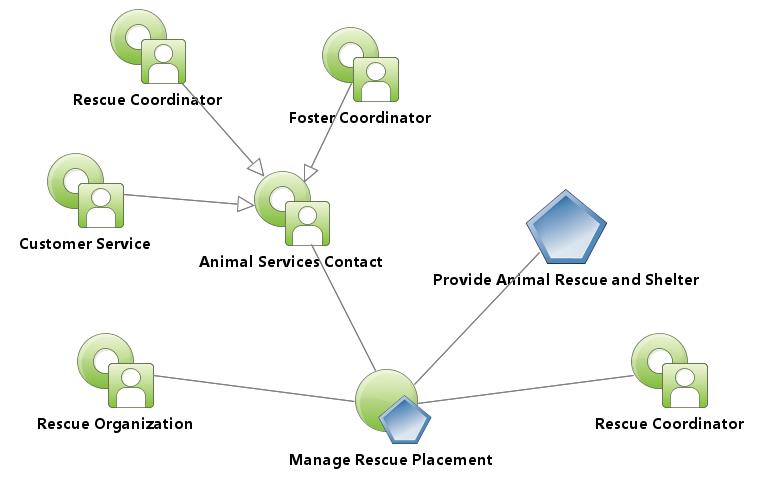 Rescue Coordinator
Foster Coordinator
Customer Service
Animal Services Contact
Provide Animal Rescue and Shelter
Rescue Organization
Rescue Coordinator
Manage Rescue Placement